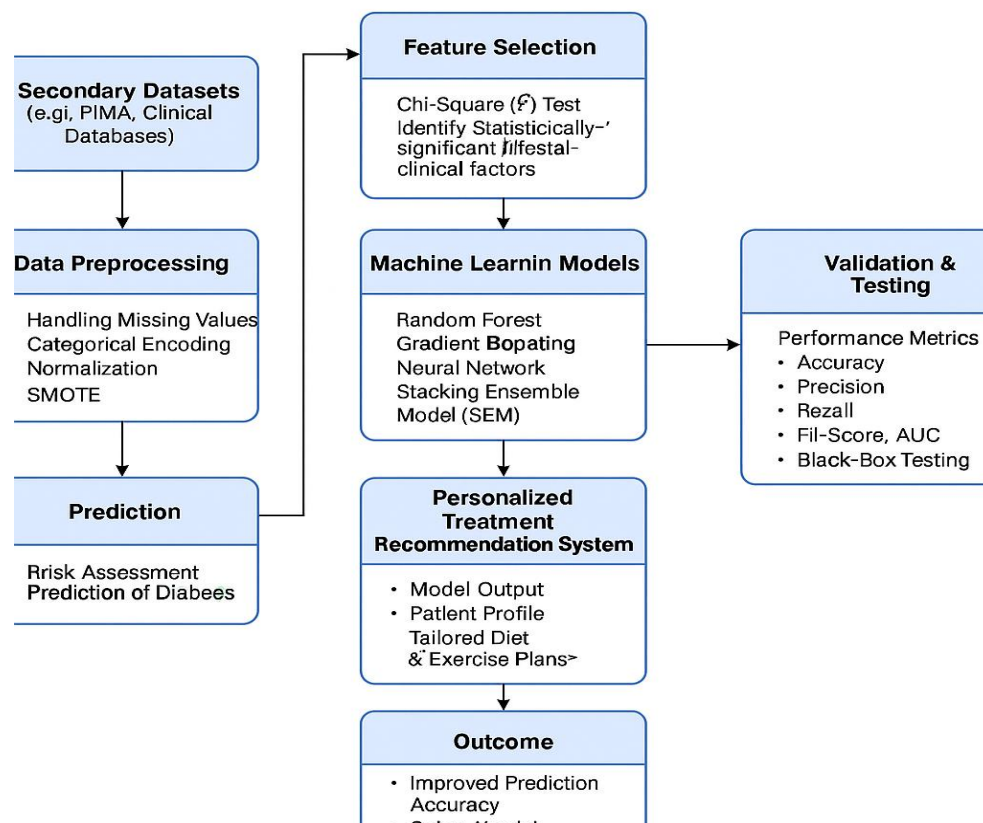 Secondary Datasets
(e.gi, PIMA, Clinical
Databases)
Data Preprocessing
Handling Missing Values
Categorical Encoding
Normalization
SMOTE
Prediction
Rrisk Assessment
Prediction of Diabees
Feature Selection
Chi-Square ( ) Test
Identify Statisticically-'
significant
clinical factors
Machine Learnin Models
Random Forest
Gradient Bopating
Neural Network
Stacking Ensemble
Model (SEM)
Personalized
Treatment
Recommendation System
• Model Output
• Patlent Profile
Tailored Diet
& Exercise Plans>
Outcome
• Improved Prediction
Accuracy
Validation &
Testing
Performance Metrics
• Accuracy
• Precision
• Rezall
• Fil-Score, AUC
• Black-Box Testing